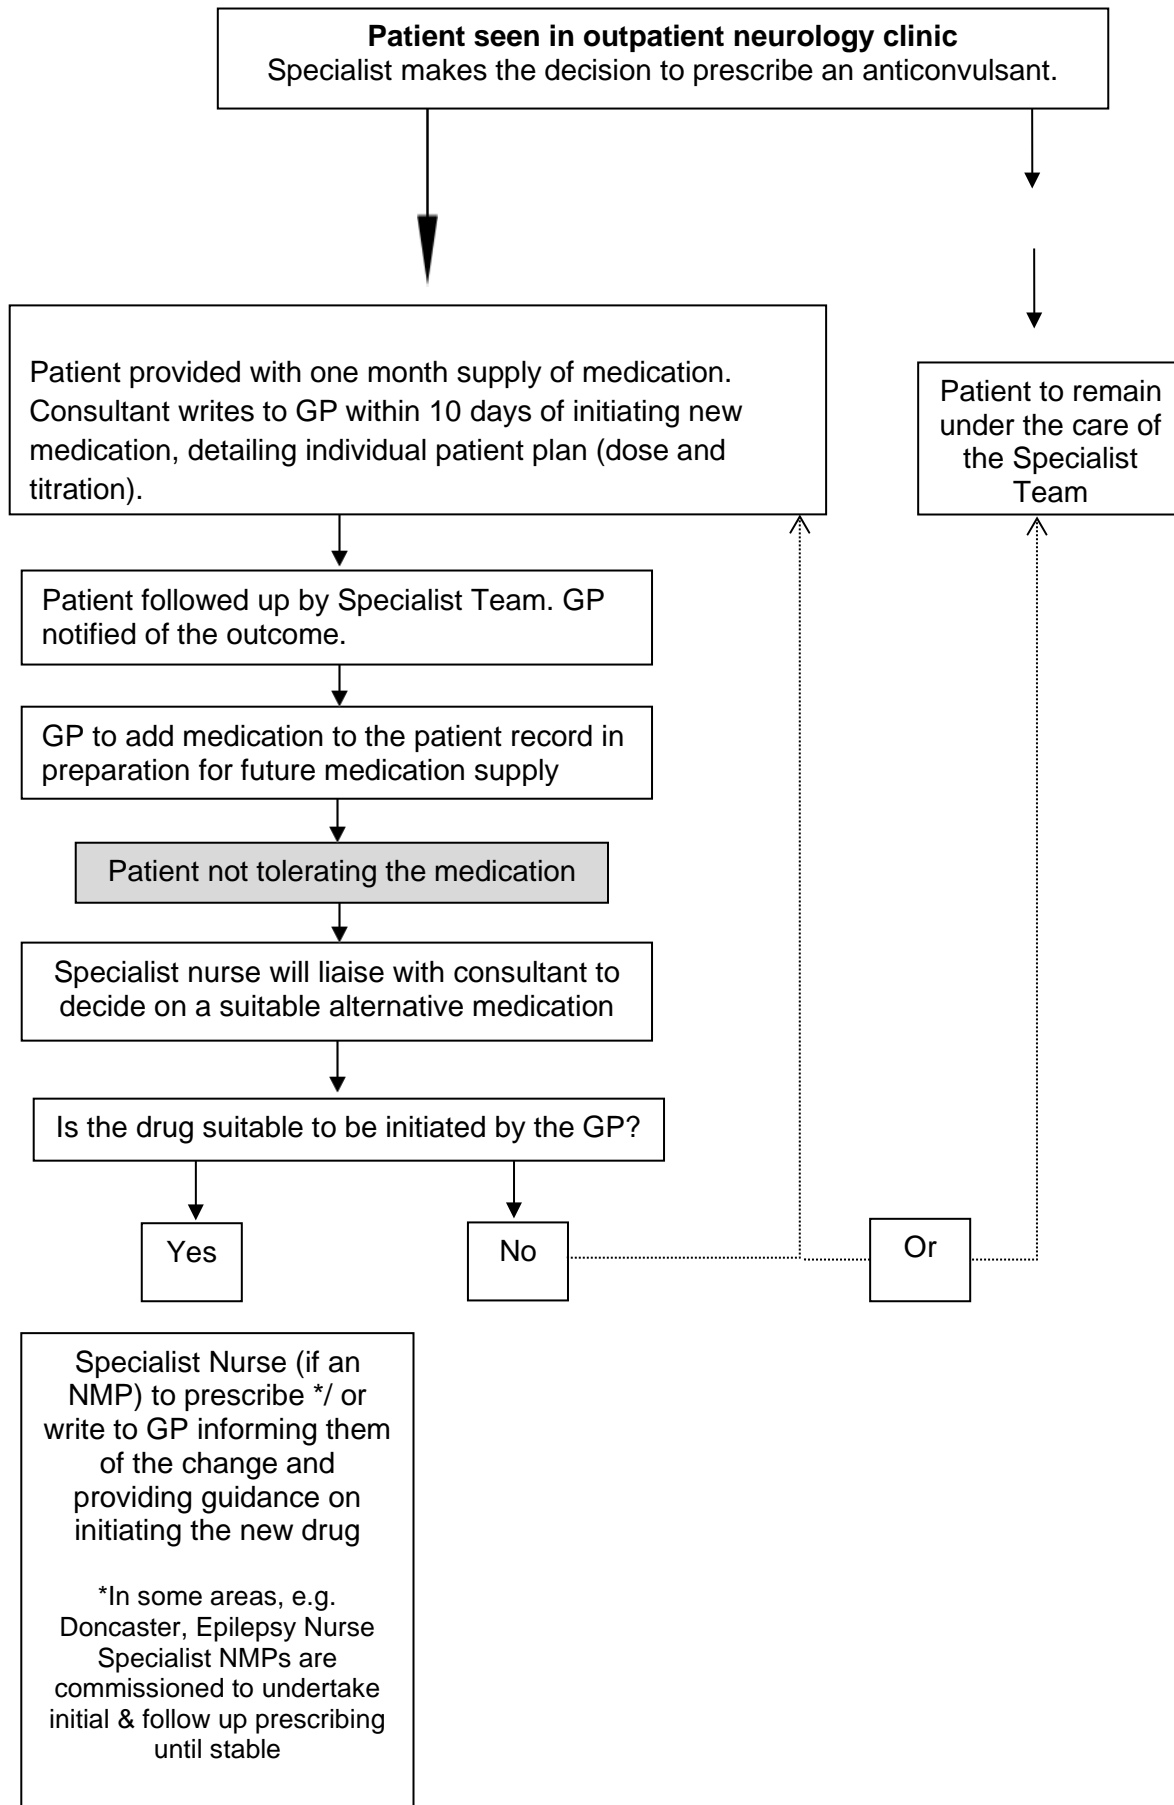 Patient seen in outpatient neurology clinic
Specialist makes the decision to prescribe an anticonvulsant.
Patient provided with one month supply of medication.
Consultant writes to GP within 10 days of initiating new
medication, detailing individual patient plan (dose and
titration).
Patient to remain
under the care of
the Specialist
Team
Patient followed up by Specialist Team. GP
notified of the outcome.
GP to add medication to the patient record in
preparation for future medication supply
Patient not tolerating the medication
Specialist nurse will liaise with consultant to
decide on a suitable alternative medication
Is the drug suitable to be initiated by the GP?
Yes
No
Or
Specialist Nurse (if an
NMP) to prescribe */ or
write to GP informing them
of the change and
providing guidance on
initiating the new drug
*In some areas, e.g.
Doncaster, Epilepsy Nurse
Specialist NMPs are
commissioned to undertake
initial & follow up prescribing
until stable